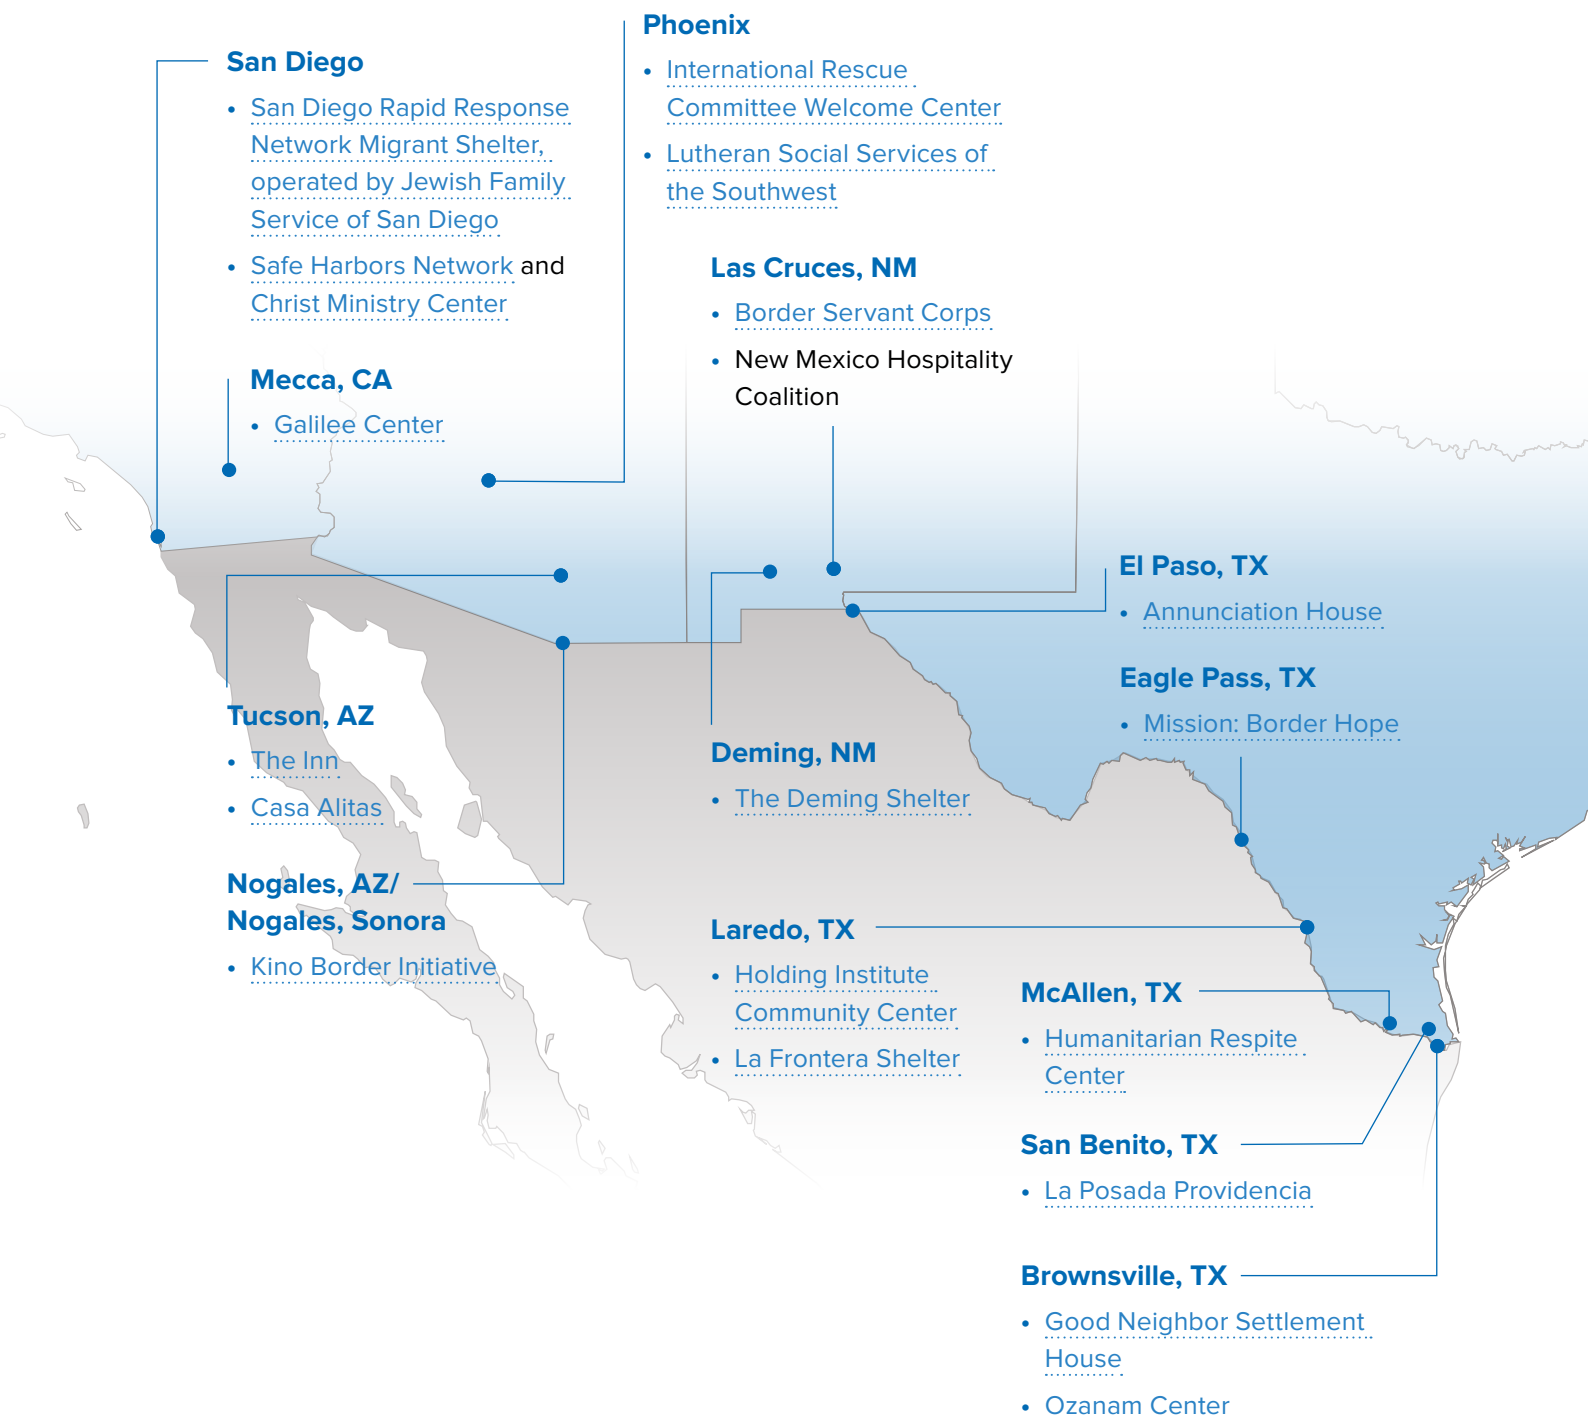 Phoenix
• International Rescue
Committee Welcome Center
• Lutheran Social Services of
the Southwest
San Diego
• San Diego Rapid Response
Network Migrant Shelter,
operated by Jewish Family
Service of San Diego
• Safe Harbors Network and
Christ Ministry Center
Las Cruces, NM
• Border Servant Corps
• New Mexico Hospitality
Coalition
Mecca, CA
• Galilee Center
El Paso, TX
• Annunciation House
Eagle Pass, TX
• Mission: Border Hope
Tucson, AZ
• The Inn
• Casa Alitas
Deming, NM
• The Deming Shelter
Nogales, AZ/
Nogales, Sonora
• Kino Border Initiative
Laredo, TX
• Holding Institute
Community Center
• La Frontera Shelter
McAllen, TX
• Humanitarian Respite
Center
San Benito, TX
• La Posada Providencia
Brownsville, TX
• Good Neighbor Settlement
House
• Ozanam Center